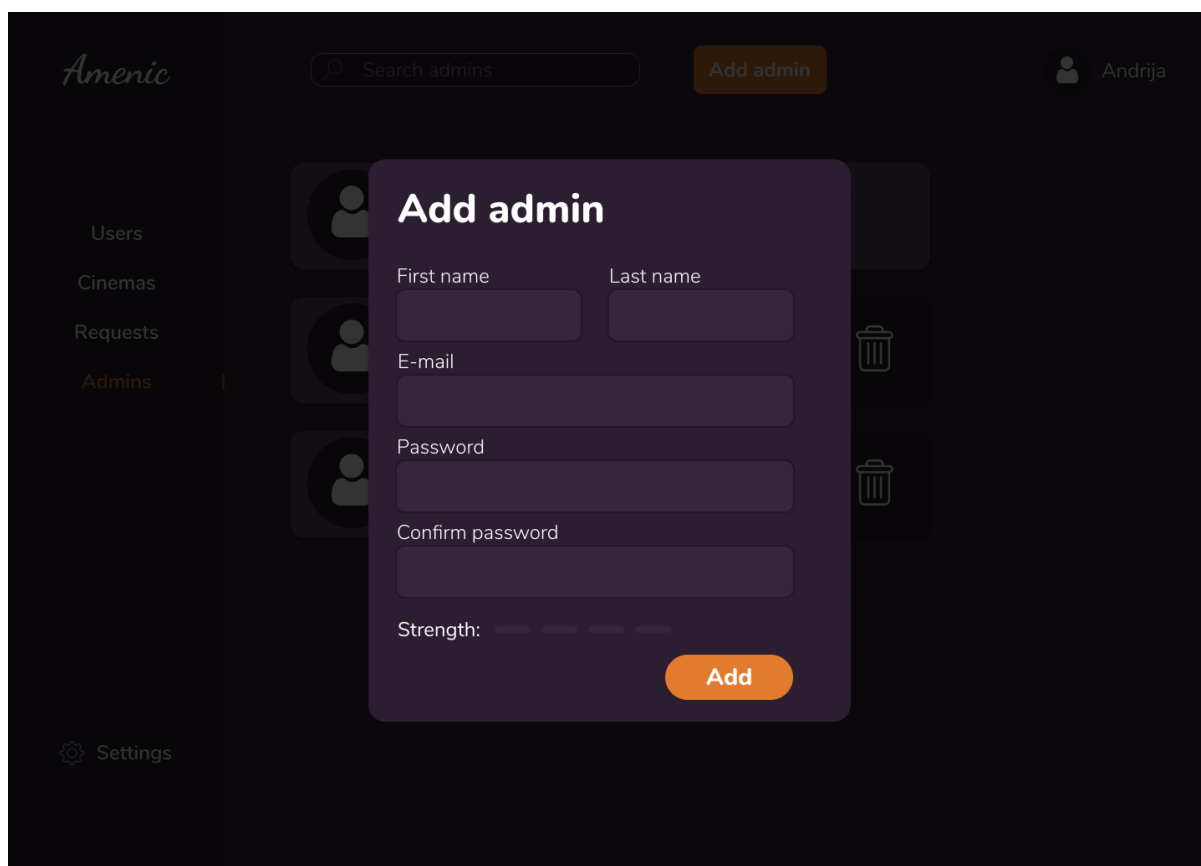 Amenic
Search admins
Add admin
Andrija
Users
Cinemas
Requests
Admins
Settings
Add admin
First name
Last name
E-mail
Password
Confirm password
Strength:
Add